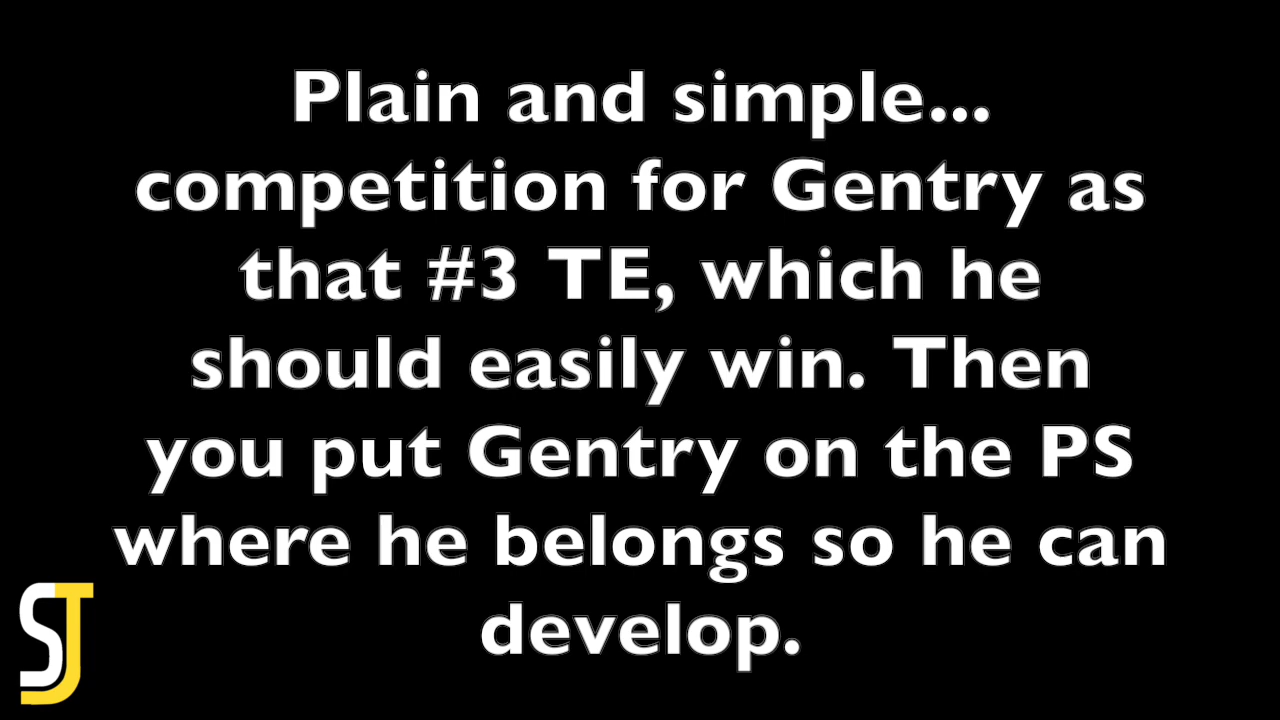 Plain and simple...
competition for Gentry as
that #3 TE, which he
should easily win. Then
you put Gentry on the PS
where he belongs so he can
develop.
SJ